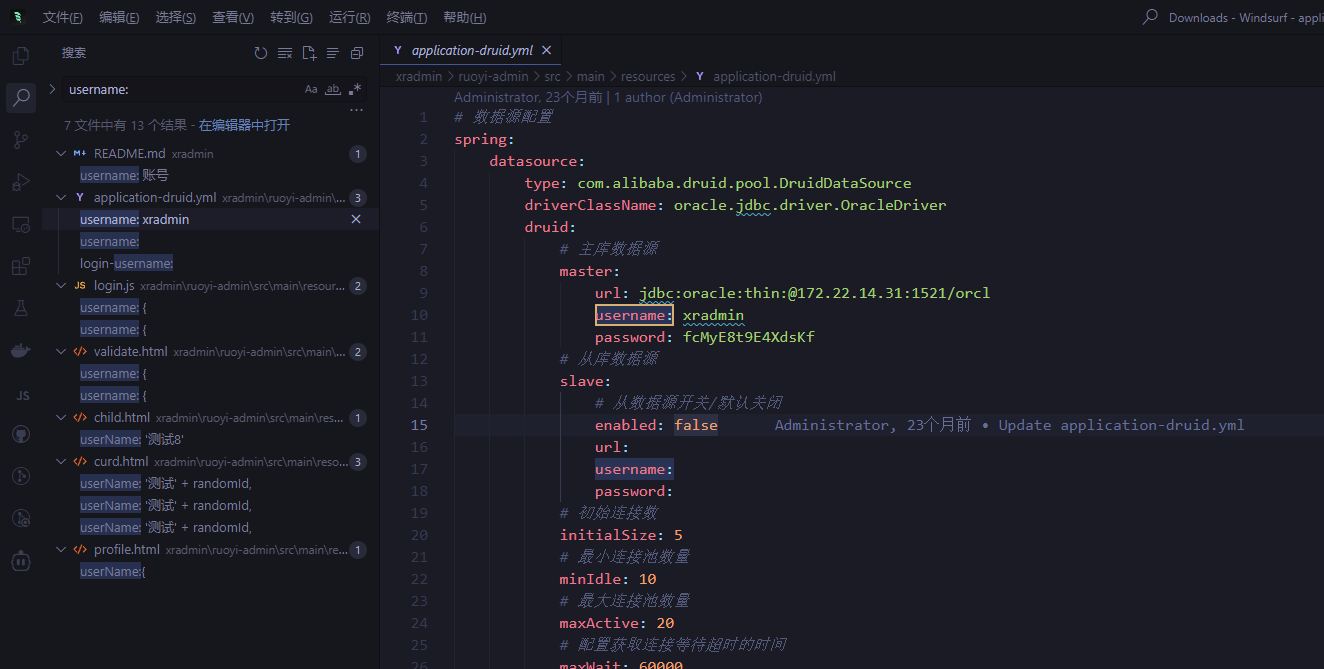 文件(F) 编辑(E) 选择(S) 查看(V) 转到(G) 运行(R) 终端(T) 帮助(H)
Downloads - Windsurf - appli
搜索
username:
Aa ab .*
7 文件中有 13 个结果 - 在编辑器中打开
README.md xradmin 1
username: 账号
application-druid.yml xradmin\ruoyi-admin\... 3
username: xradmin
username:
login-username:
JS login.js xradmin\ruoyi-admin\src\main\resour... 2
username: {
username: {
validate.html xradmin\ruoyi-admin\src\main\... 2
username: {
username: {
child.html xradmin\ruoyi-admin\src\main\res... 1
userName: '测试8'
curd.html xradmin\ruoyi-admin\src\main\reso... 3
userName: '测试' + randomId,
userName: '测试' + randomId,
userName: '测试' + randomId,
profile.html xradmin\ruoyi-admin\src\main\re... 1
userName:{
JS
Y application-druid.yml
xradmin > ruoyi-admin > src > main > resources > Y application-druid.yml
Administrator, 23个月前 | 1 author (Administrator)
1 # 数据源配置
2 spring:
3 datasource:
4 type: com.alibaba.druid.pool.DruidDataSource
5 driverClassName: oracle.jdbc.driver.OracleDriver
6 druid:
7 # 主库数据源
8 master:
9 url: jdbc:oracle:thin:@172.22.14.31:1521/orcl
10 username: xradmin
11 password: fcMyE8t9E4XdsKf
12 # 从库数据源
13 slave:
14 # 从数据源开关/默认关闭
15 enabled: false Administrator, 23个月前 • Update application-druid.yml
16 url:
17 username:
18 password:
19 # 初始连接数
20 initialSize: 5
21 # 最小连接池数量
22 minIdle: 10
23 # 最大连接池数量
24 maxActive: 20
25 # 配置获取连接等待超时的时间
26 maxWait: 60000